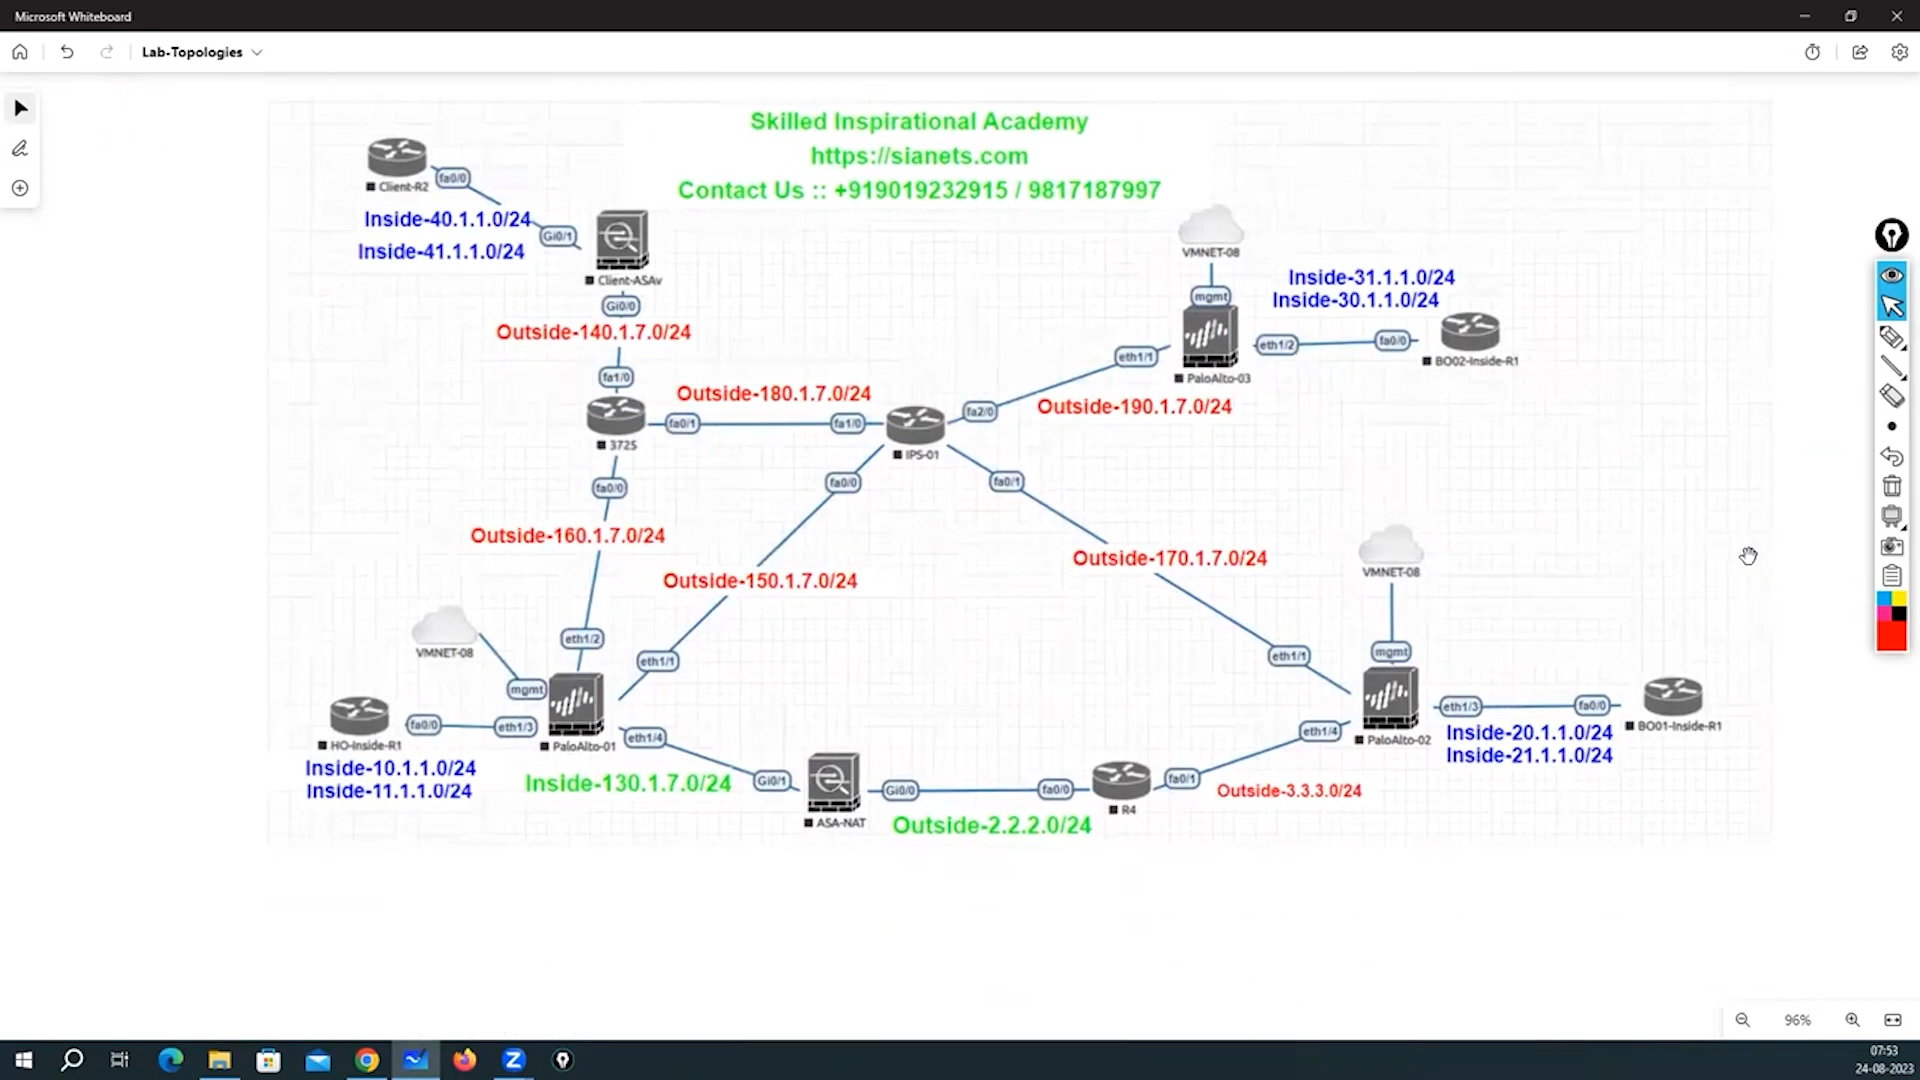 Microsoft Whiteboard
Lab-Topologies
Skilled Inspirational Academy
https://sianets.com
Contact Us :: +919019232915 / 9817187997
Client-R2
fa0/0
Inside-40.1.1.0/24
Inside-41.1.1.0/24
Gi0/1
Client-ASAv
Gi0/0
Outside-140.1.7.0/24
fa1/0
3725
fa0/1
Outside-180.1.7.0/24
fa1/0
IPS-01
fa2/0
Outside-190.1.7.0/24
eth1/1
VMNET-08
mgmt
PaloAlto-03
Inside-31.1.1.0/24
Inside-30.1.1.0/24
eth1/2
fa0/0
BO02-Inside-R1
fa0/0
fa0/0
fa0/1
Outside-160.1.7.0/24
Outside-150.1.7.0/24
Outside-170.1.7.0/24
VMNET-08
VMNET-08
eth1/2
eth1/1
eth1/1
mgmt
mgmt
HO-Inside-R1
fa0/0
eth1/3
PaloAlto-01
eth1/4
Inside-10.1.1.0/24
Inside-11.1.1.0/24
Inside-130.1.7.0/24
Gi0/1
ASA-NAT
Gi0/0
Outside-2.2.2.0/24
fa0/0
R4
fa0/1
Outside-3.3.3.0/24
eth1/4
PaloAlto-02
eth1/3
fa0/0
BO01-Inside-R1
Inside-20.1.1.0/24
Inside-21.1.1.0/24
96%
07:53
24-08-2023